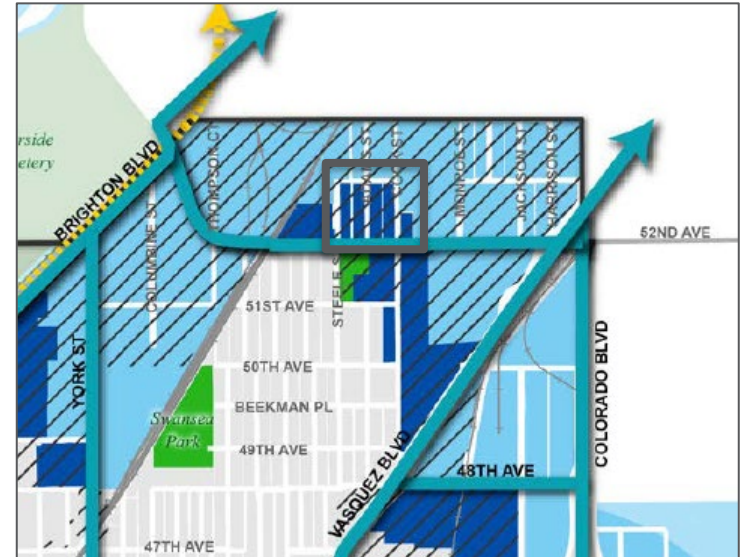 rside
etery
BRIGHTON BLVD
COLUMBINE ST
THOMPSON CT
ADAMS ST
COOK ST
MONROE ST
JACKSON ST
HARRISON ST
52ND AVE
STEELE S
51ST AVE
50TH AVE
YORK ST
BEEKMAN PL
Swansea
Park
49TH AVE
VASQUEZ BLVD
48TH AVE
COLORADO BLVD
47TH AVE